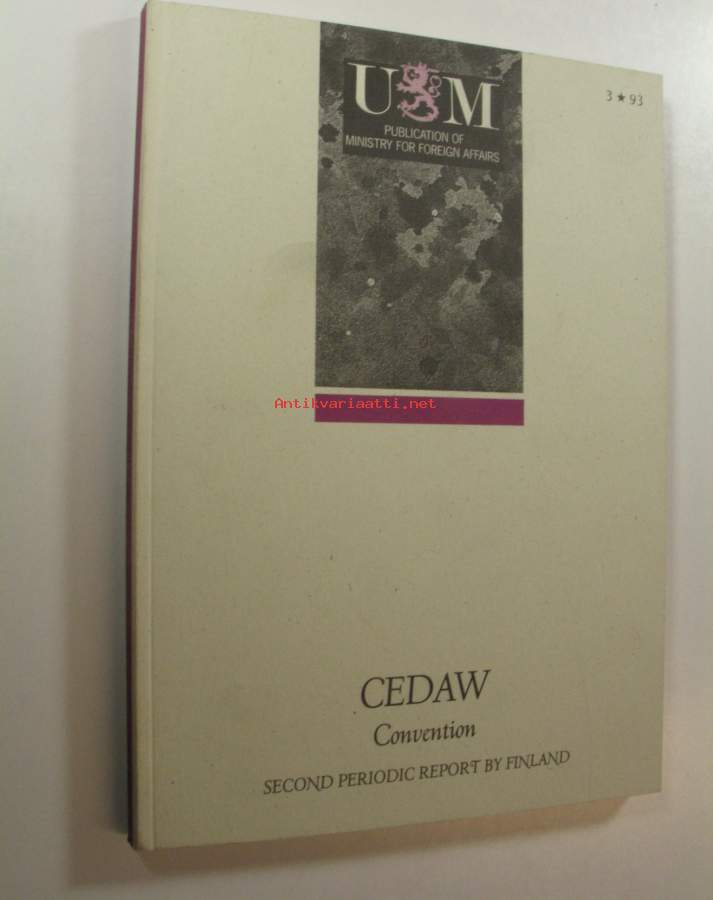 U M
PUBLICATION OF
MINISTRY FOR FOREIGN AFFAIRS
3 ★ 93
Antikvariaatti.net
CEDAW
Convention
SECOND PERIODIC REPORT BY FINLAND